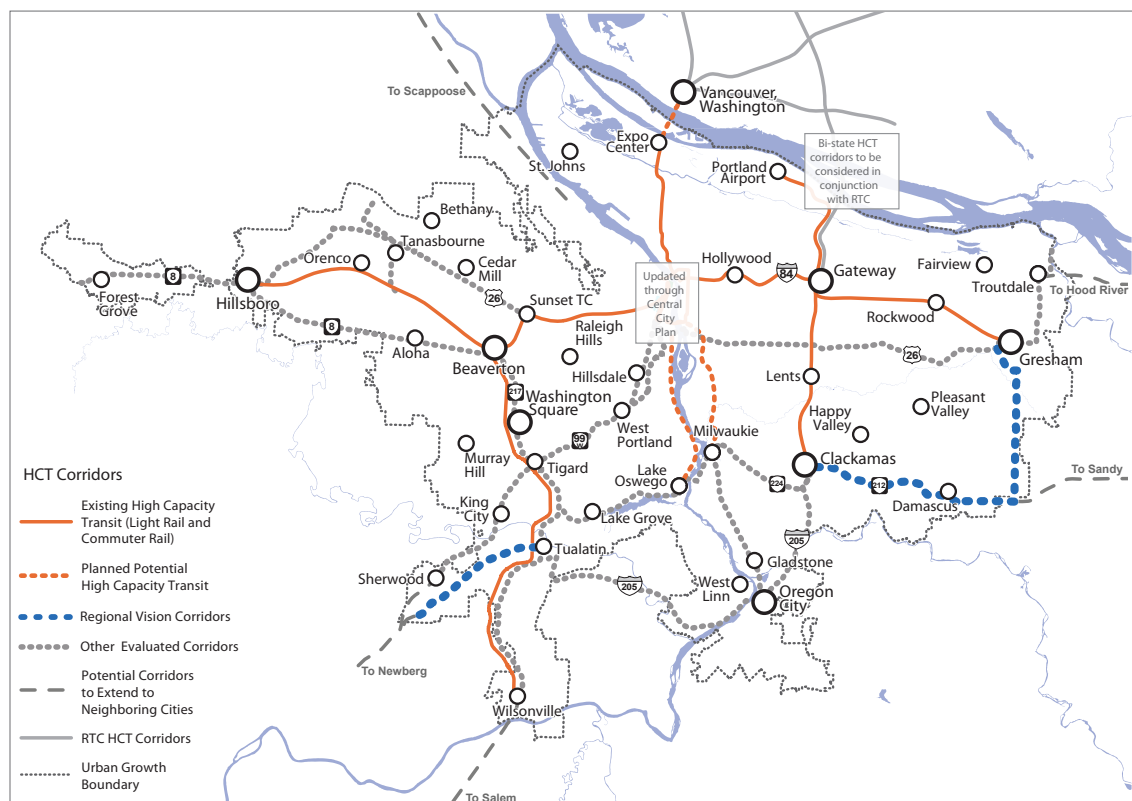 To Scappoose
Vancouver,
Washington
Expo
Center
St. Johns
Portland
Airport
Bi-state HCT
corridors to be
considered in
conjunction
with RTC
Bethany
Tanasbourne
Orenco
Cedar
Mill
Hollywood
84
Gateway
Fairview
Troutdale
To Hood River
8
Forest
Grove
Hillsboro
26
Sunset TC
Updated
through
Central
City
Plan
Rockwood
8
Aloha
Raleigh
Hills
Beaverton
Hillsdale
26
Gresham
217
Washington
Square
Lents
Pleasant
Valley
West
Portland
Happy
Valley
99
W
Milwaukie
Murray
Hill
Tigard
Clackamas
To Sandy
Lake
Oswego
224
212
Damascus
King
City
Lake Grove
205
Tualatin
Gladstone
Sherwood
205
West
Linn
Oregon
City
To Newberg
Wilsonville
To Salem
HCT Corridors
Existing High Capacity
Transit (Light Rail and
Commuter Rail)
Planned Potential
High Capacity Transit
Regional Vision Corridors
Other Evaluated Corridors
Potential Corridors
to Extend to
Neighboring Cities
RTC HCT Corridors
Urban Growth
Boundary